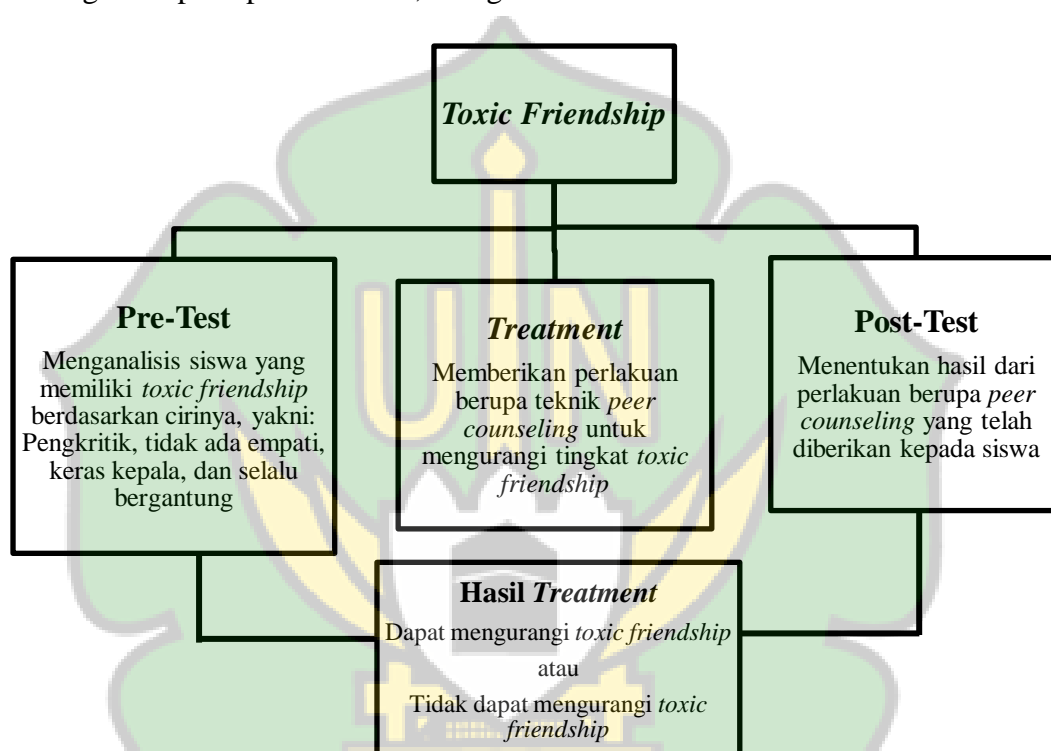 Toxic Friendship
Pre-Test
Menganalisis siswa yang
memiliki toxic friendship
berdasarkan cirinya, yakni:
Pengkritik, tidak ada empati,
keras kepala, dan selalu
bergantung
Treatment
Memberikan perlakuan
berupa teknik peer
counseling untuk
mengurangi tingkat toxic
friendship
Post-Test
Menentukan hasil dari
perlakuan berupa peer
counseling yang telah
diberikan kepada siswa
Hasil Treatment
Dapat mengurangi toxic friendship
atau
Tidak dapat mengurangi toxic
friendship
UIN